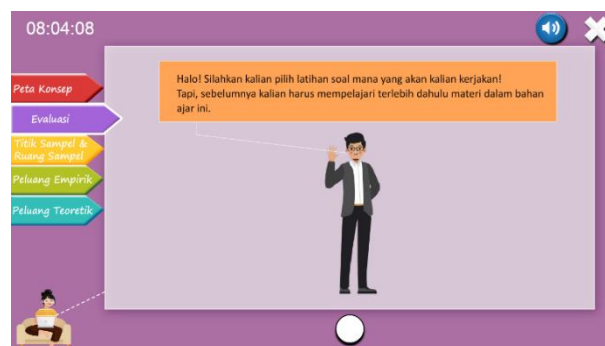 08:04:08
Halo! Silahkan kalian pilih latihan soal mana yang akan kalian kerjakan!
Tapi, sebelumnya kalian harus mempelajari terlebih dahulu materi dalam bahan
ajar ini.
Peta Konsep
Evaluasi
Titik Sampel &
Ruang Sampel
Peluang Empirik
Peluang Teoretik